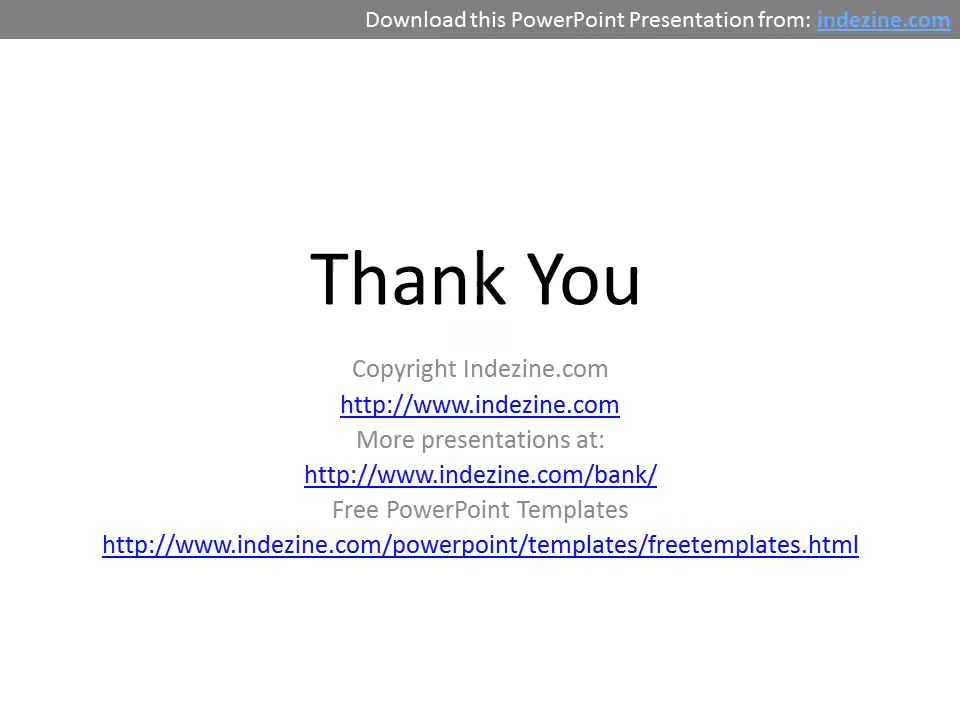 Download this PowerPoint Presentation from: indezine.com
Thank You
Copyright Indezine.com
http://www.indezine.com
More presentations at:
http://www.indezine.com/bank/
Free PowerPoint Templates
http://www.indezine.com/powerpoint/templates/freetemplates.html